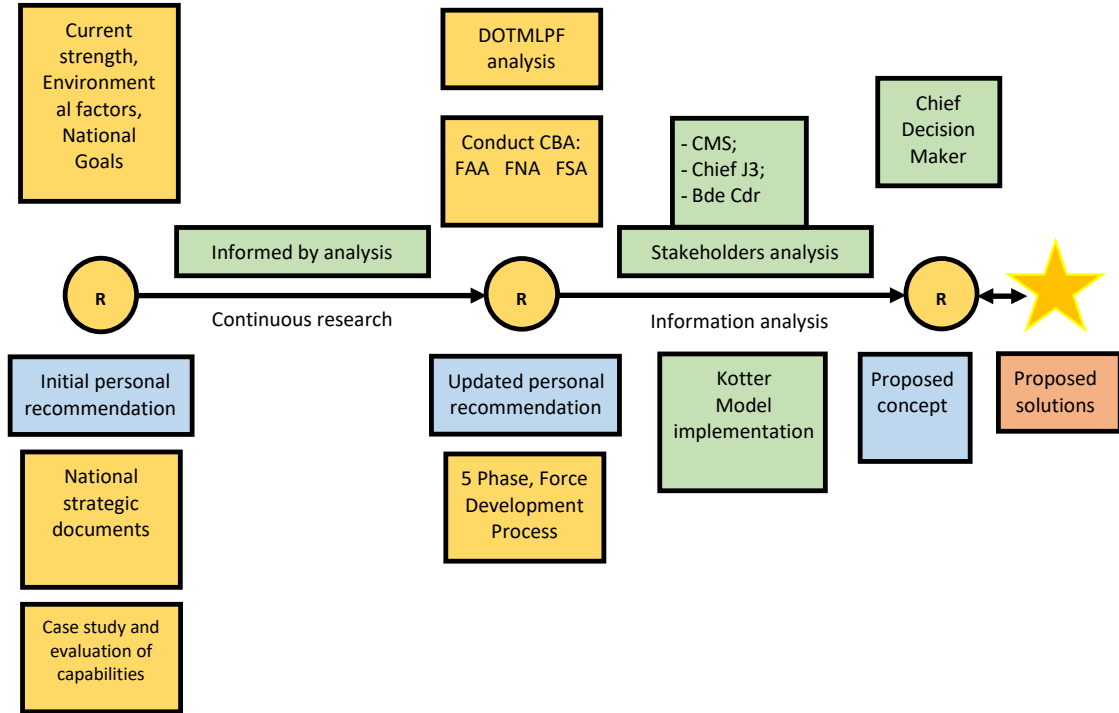 Current
strength,
Environment
al factors,
National
Goals
DOTMLPF
analysis
Conduct CBA:
FAA FNA FSA
- CMS;
- Chief J3;
- Bde Cdr
Chief
Decision
Maker
Informed by analysis
Stakeholders analysis
R
R
R
Continuous research
Information analysis
Initial personal
recommendation
Updated personal
recommendation
Kotter
Model
implementation
Proposed
concept
Proposed
solutions
National
strategic
documents
5 Phase, Force
Development
Process
Case study and
evaluation of
capabilities